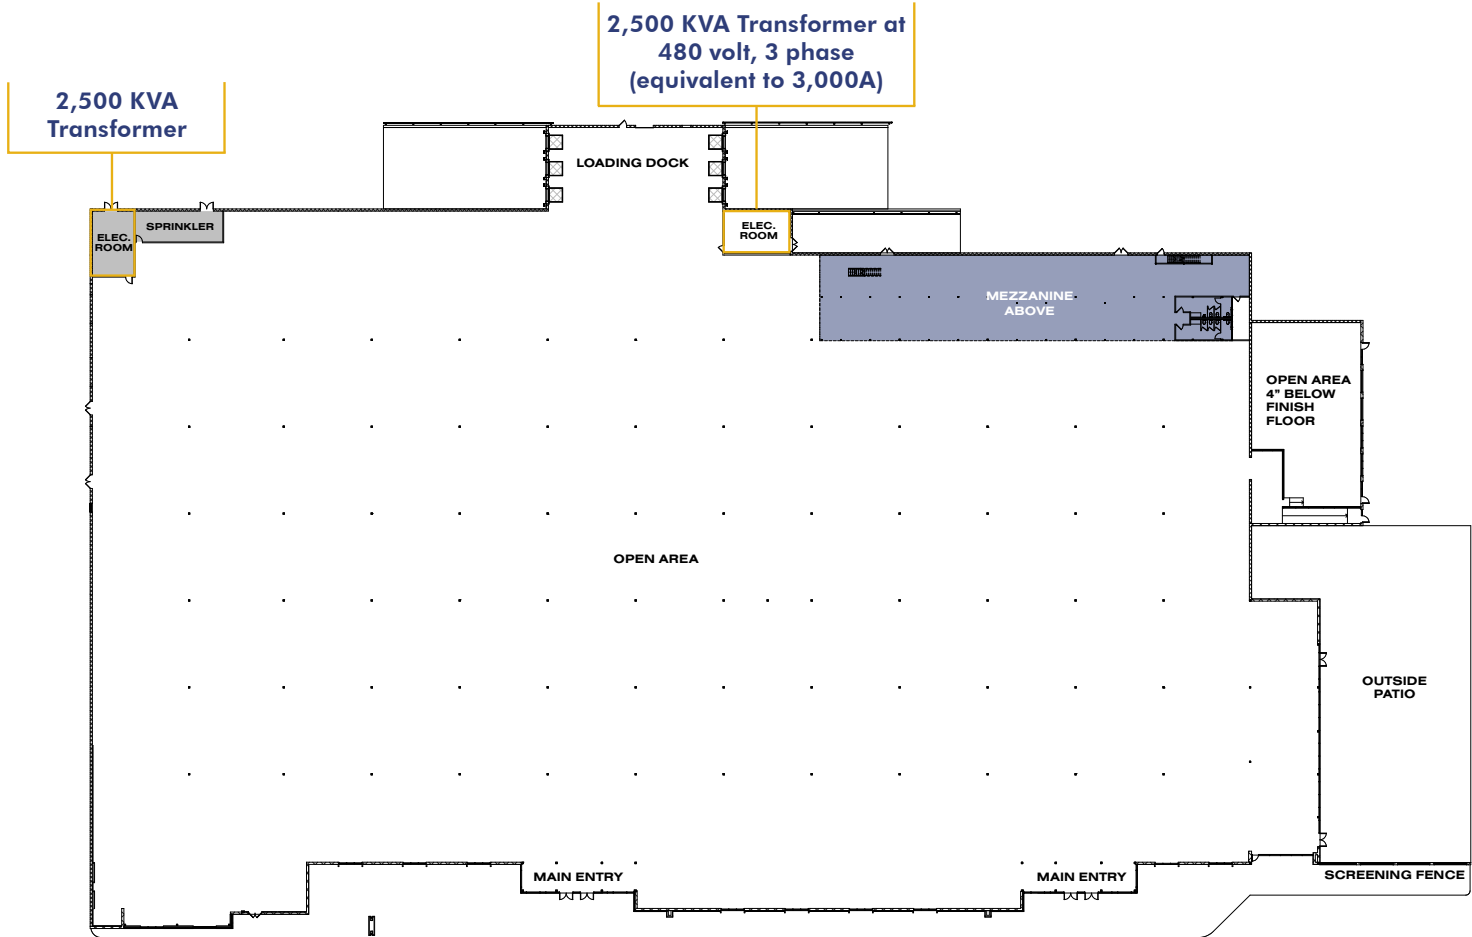 2,500 KVA Transformer at
480 volt, 3 phase
(equivalent to 3,000A)
2,500 KVA
Transformer
LOADING DOCK
SPRINKLER
ELEC.
ROOM
ELEC.
ROOM
MEZZANINE
ABOVE
OPEN AREA
4" BELOW
FINISH
FLOOR
OPEN AREA
OUTSIDE
PATIO
MAIN ENTRY
MAIN ENTRY
SCREENING FENCE